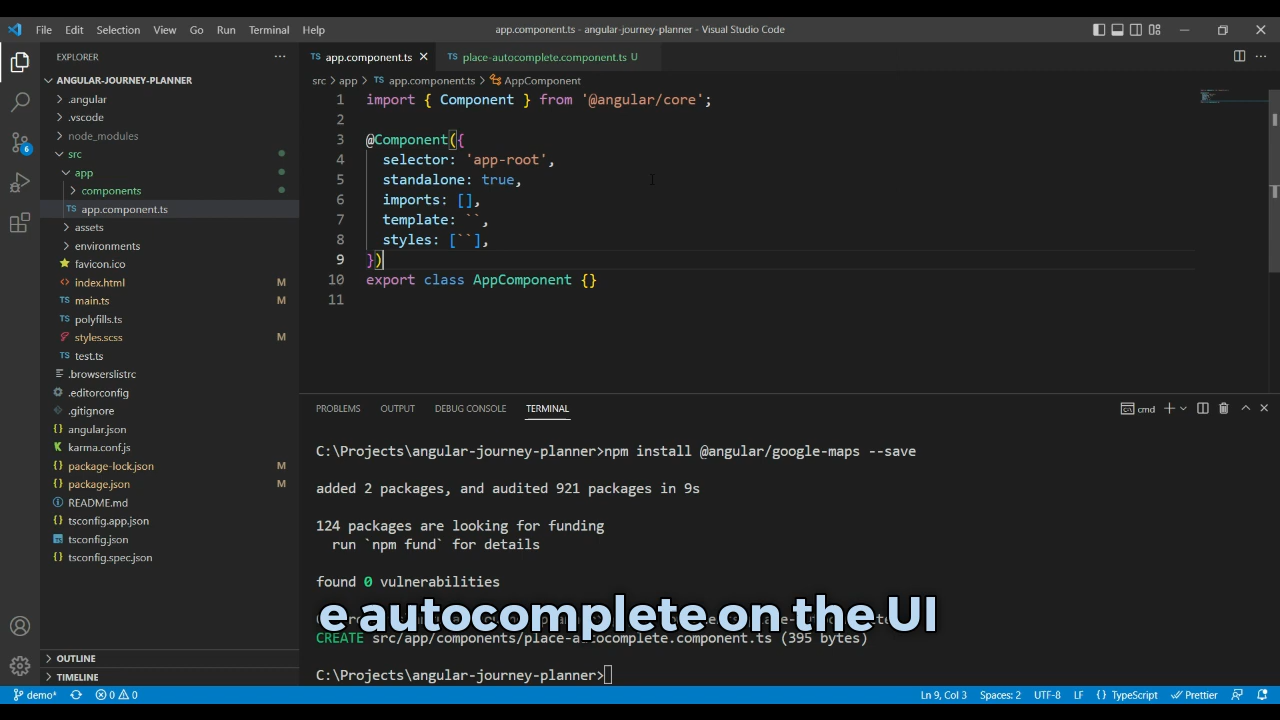 File Edit Selection View Go Run Terminal Help
app.component.ts - angular-journey-planner - Visual Studio Code
EXPLORER
ANGULAR-JOURNEY-PLANNER
.angular
.vscode
node_modules
src
app
components
app.component.ts
assets
environments
favicon.ico
index.html M
main.ts M
polyfills.ts
styles.scss M
test.ts
.browserslistrc
.editorconfig
.gitignore
angular.json
karma.conf.js
package-lock.json M
package.json M
README.md
tsconfig.app.json
tsconfig.json
tsconfig.spec.json
OUTLINE
TIMELINE
TS app.component.ts
TS place-autocomplete.component.ts U
src > app > TS app.component.ts > AppComponent
1 import { Component } from '@angular/core';
2
3 @Component({
4 selector: 'app-root',
5 standalone: true,
6 imports: [],
7 template: ``,
8 styles: [``],
9 })
10 export class AppComponent {}
11
PROBLEMS OUTPUT DEBUG CONSOLE TERMINAL
cmd
C:\Projects\angular-journey-planner>npm install @angular/google-maps --save
added 2 packages, and audited 921 packages in 9s
124 packages are looking for funding
run `npm fund` for details
found 0 vulnerabilities
e autocomplete on the UI
CREATE src/app/components/place-autocomplete.component.ts (395 bytes)
C:\Projects\angular-journey-planner>
6
demo* 0 0
Ln 9, Col 3 Spaces: 2 UTF-8 LF {} TypeScript Prettier